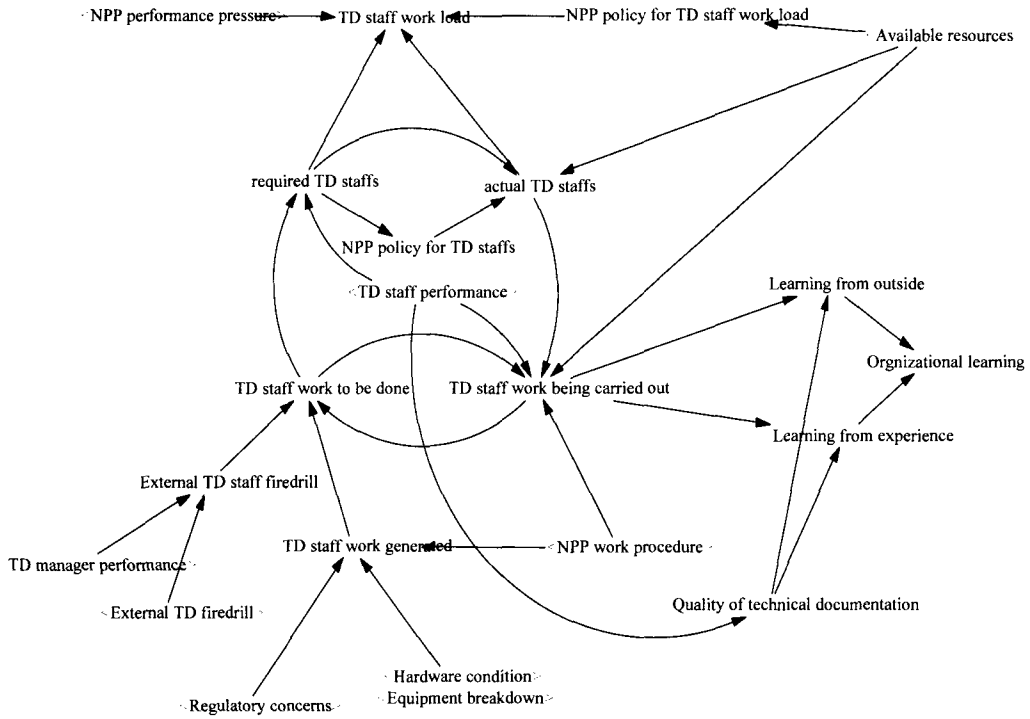 NPP performance pressure
TD staff work load
NPP policy for TD staff work load
Available resources
required TD staffs
actual TD staffs
NPP policy for TD staffs
TD staff performance
Learning from outside
Orgnizational learning
TD staff work to be done
TD staff work being carried out
Learning from experience
External TD staff firedrill
TD staff work generated
NPP work procedure
TD manager performance
External TD firedrill
Quality of technical documentation
Hardware condition
Equipment breakdown
Regulatory concerns